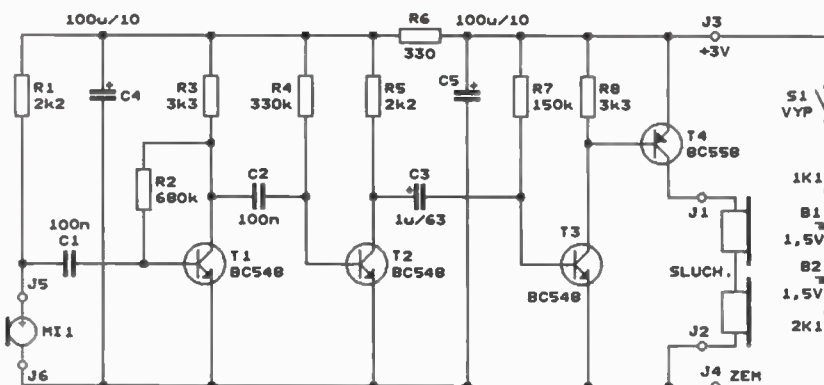 100u/10
R6
330
100u/10
J3
+3V
R1
2k2
C4
R3
3k3
R4
330k
R5
2k2
C5
R7
150k
R8
3k3
S1
VYP
T4
BC558
R2
680k
C2
100n
C3
1u/63
1K1
J1
B1
1,5V
100n
C1
T1
BC548
T2
BC548
T3
BC548
SLUCH.
B2
1,5V
J5
MI1
J6
J2
2K1
J4 ZEM